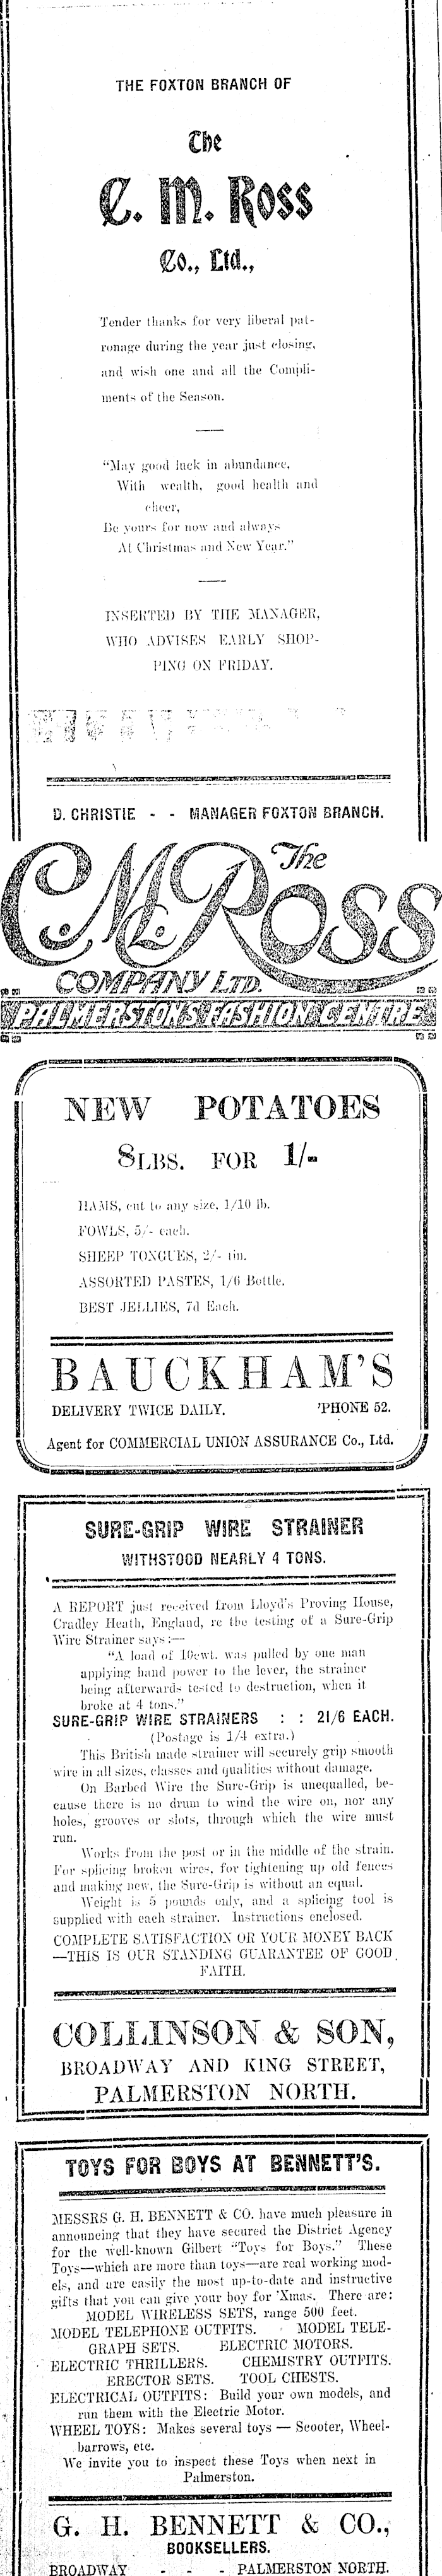 THE FOXTON BRANCH OF
The
C. M. Ross
Co., Ltd.,
Tender thanks for very liberal pat-
ronage during the year just closing,
and wish one and all the Compli-
ments of the Season.
"May good luck in abundance,
With wealth, good health and
cheer,
Be yours for now and always
At Christmas and New Year."
INSERTED BY THE MANAGER,
WHO ADVISES EARLY SHOP-
PING ON FRIDAY.
D. CHRISTIE - - MANAGER FOXTON BRANCH.
The
C. M. Ross
COMPANY LTD.
PALMERSTON'S FASHION CENTRE
NEW POTATOES
8LBS. FOR 1/-
HAMS, cut to any size, 1/10 lb.
FOWLS, 5/- each.
SHEEP TONGUES, 2/- tin.
ASSORTED PASTES, 1/6 Bottle.
BEST JELLIES, 7d Each.
BAUCKHAM'S
DELIVERY TWICE DAILY. 'PHONE 52.
Agent for COMMERCIAL UNION ASSURANCE Co., Ltd.
SURE-GRIP WIRE STRAINER
WITHSTOOD NEARLY 4 TONS.
A REPORT just received from Lloyd's Proving House,
Cradley Heath, England, re the testing of a Sure-Grip
Wire Strainer says:—
"A load of 10cwt. was pulled by one man
applying hand power to the lever, the strainer
being afterwards tested to destruction, when it
broke at 4 tons."
SURE-GRIP WIRE STRAINERS : : 21/6 EACH.
(Postage is 1/4 extra.)
This British made strainer will securely grip smooth
wire in all sizes, classes and qualities without damage.
On Barbed Wire the Sure-Grip is unequalled, be-
cause there is no drum to wind the wire on, nor any
holes, grooves or slots, through which the wire must
run.
Works from the post or in the middle of the strain.
For splicing broken wires, for tightening up old fences
and making new, the Sure-Grip is without an equal.
Weight is 5 pounds only, and a splicing tool is
supplied with each strainer. Instructions enclosed.
COMPLETE SATISFACTION OR YOUR MONEY BACK
—THIS IS OUR STANDING GUARANTEE OF GOOD
FAITH.
COLLINSON & SON,
BROADWAY AND KING STREET,
PALMERSTON NORTH.
TOYS FOR BOYS AT BENNETT'S.
MESSRS G. H. BENNETT & CO. have much pleasure in
announcing that they have secured the District Agency
for the well-known Gilbert "Toys for Boys." These
Toys—which are more than toys—are real working mod-
els, and are easily the most up-to-date and instructive
gifts that you can give your boy for 'Xmas. There are:
MODEL WIRELESS SETS, range 500 feet.
MODEL TELEPHONE OUTFITS. MODEL TELE-
GRAPH SETS. ELECTRIC MOTORS.
ELECTRIC THRILLERS. CHEMISTRY OUTFITS.
ERECTOR SETS. TOOL CHESTS.
ELECTRICAL OUTFITS: Build your own models, and
run them with the Electric Motor.
WHEEL TOYS: Makes several toys — Scooter, Wheel-
barrows, etc.
We invite you to inspect these Toys when next in
Palmerston.
G. H. BENNETT & CO.,
BOOKSELLERS.
BROADWAY - - - PALMERSTON NORTH.